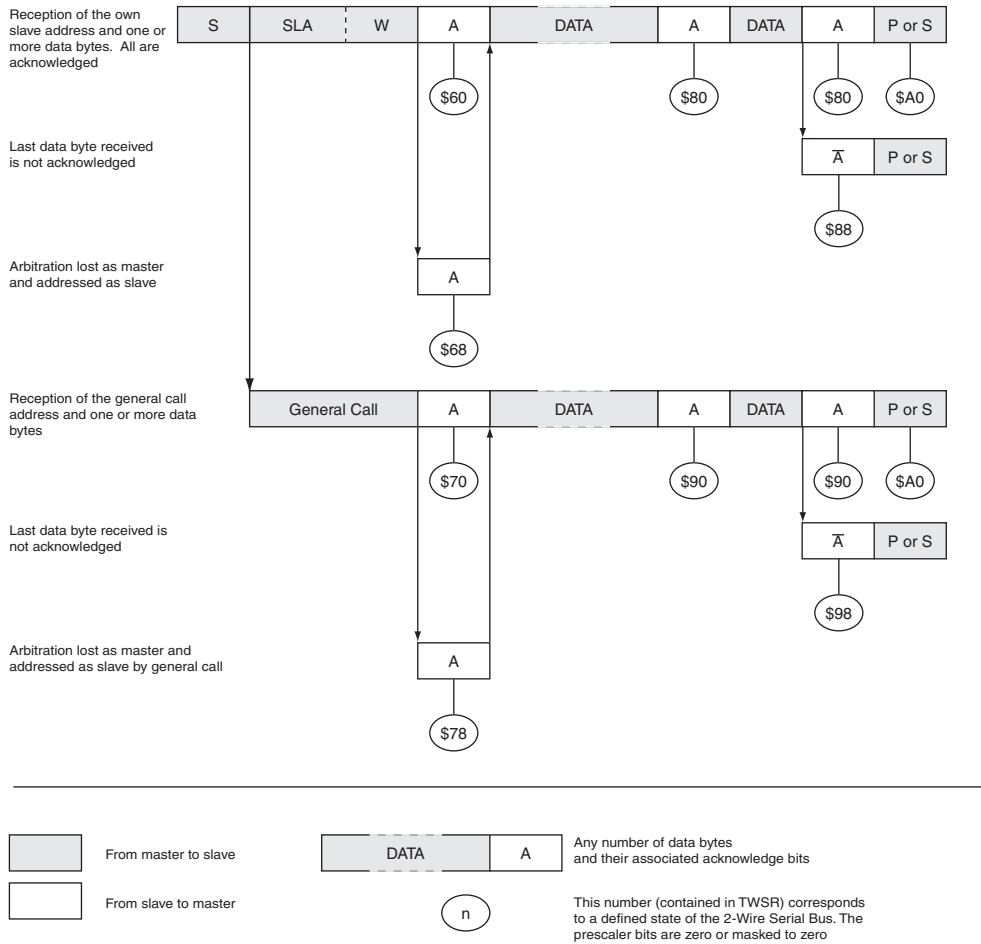 Reception of the own
slave address and one or
more data bytes. All are
acknowledged
S SLA W A DATA A DATA A P or S
$60 $80 $80 $A0
Last data byte received
is not acknowledged
A̅ P or S
$88
Arbitration lost as master
and addressed as slave
A
$68
Reception of the general call
address and one or more data
bytes
General Call A DATA A DATA A P or S
$70 $90 $90 $A0
Last data byte received is
not acknowledged
A̅ P or S
$98
Arbitration lost as master and
addressed as slave by general call
A
$78
From master to slave
DATA A
Any number of data bytes
and their associated acknowledge bits
From slave to master
n
This number (contained in TWSR) corresponds
to a defined state of the 2-Wire Serial Bus. The
prescaler bits are zero or masked to zero